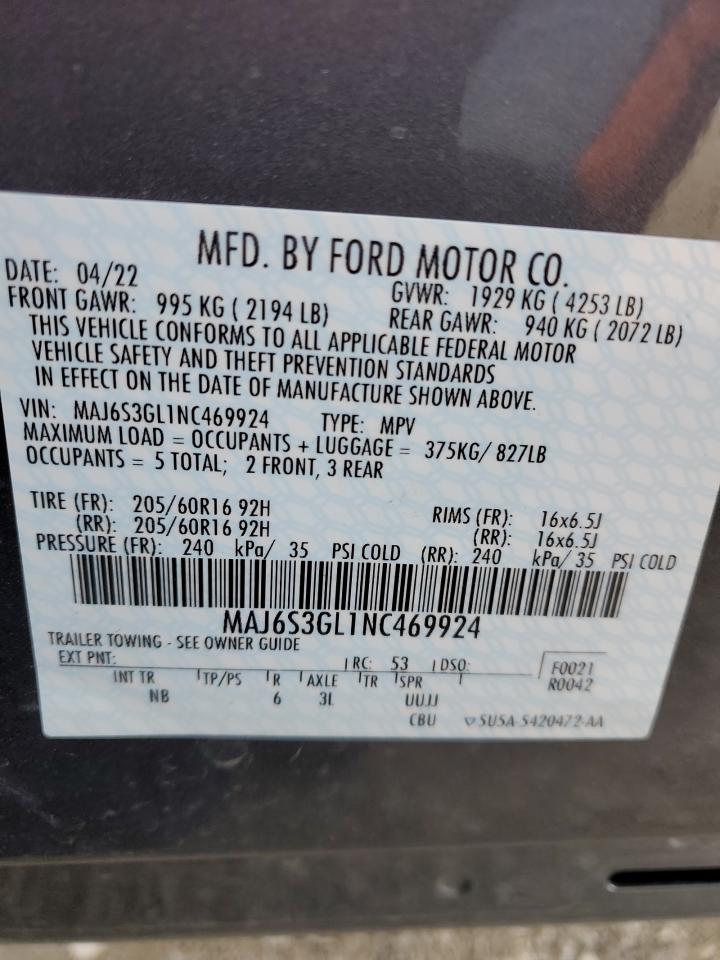 MFD. BY FORD MOTOR CO.
DATE: 04/22 GVWR: 1929 KG ( 4253 LB)
FRONT GAWR: 995 KG ( 2194 LB) REAR GAWR: 940 KG ( 2072 LB)
THIS VEHICLE CONFORMS TO ALL APPLICABLE FEDERAL MOTOR
VEHICLE SAFETY AND THEFT PREVENTION STANDARDS
IN EFFECT ON THE DATE OF MANUFACTURE SHOWN ABOVE.
VIN: MAJ6S3GL1NC469924 TYPE: MPV
MAXIMUM LOAD = OCCUPANTS + LUGGAGE = 375KG/ 827LB
OCCUPANTS = 5 TOTAL; 2 FRONT, 3 REAR
TIRE (FR): 205/60R16 92H RIMS (FR): 16x6.5J
(RR): 205/60R16 92H (RR): 16x6.5J
PRESSURE (FR): 240 kPa/ 35 PSI COLD (RR): 240 kPa/ 35 PSI COLD
MAJ6S3GL1NC469924
TRAILER TOWING - SEE OWNER GUIDE
EXT PNT: RC: 53 DSO: F0021
INT TR TP/PS R AXLE TR SPR R0042
NB 6 3L UUJJ
CBU 5U5A-5420472-AA